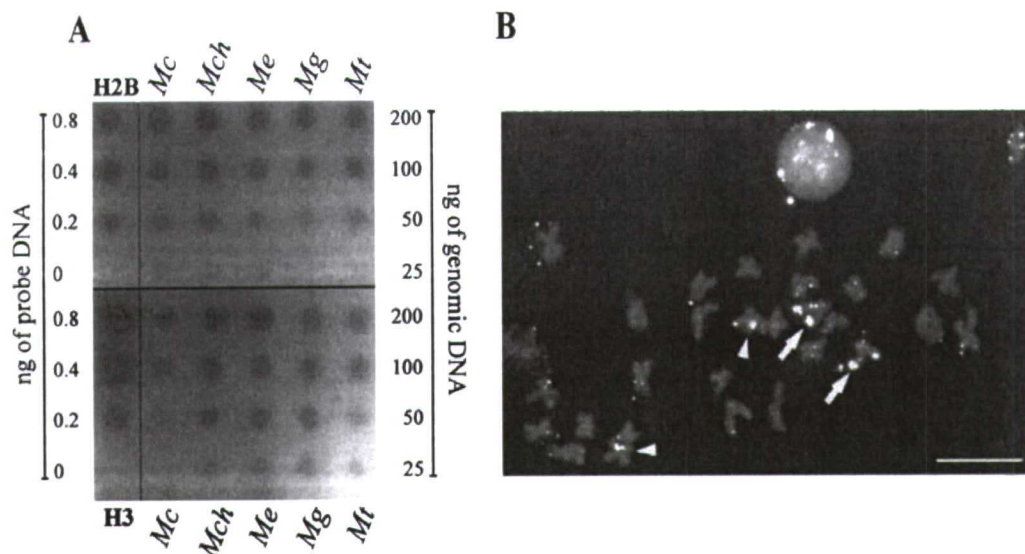 A
B
H2B Mc Mch Me Mg Mt
ng of probe DNA
0.8
0.4
0.2
0
0.8
0.4
0.2
0
200
100
50
25
200
100
50
25
ng of genomic DNA
H3 Mc Mch Me Mg Mt